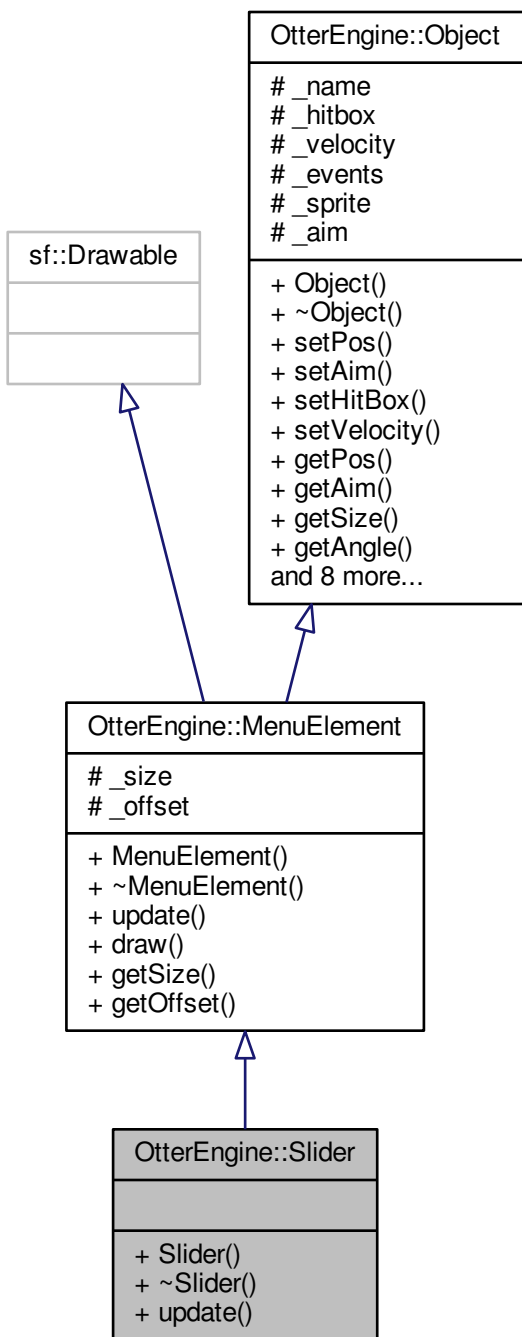 OtterEngine::Object
# _name
# _hitbox
# _velocity
# _events
# _sprite
# _aim
+ Object()
+ ~Object()
+ setPos()
+ setAim()
+ setHitBox()
+ setVelocity()
+ getPos()
+ getAim()
+ getSize()
+ getAngle()
and 8 more...
sf::Drawable
OtterEngine::MenuElement
# _size
# _offset
+ MenuElement()
+ ~MenuElement()
+ update()
+ draw()
+ getSize()
+ getOffset()
OtterEngine::Slider
+ Slider()
+ ~Slider()
+ update()